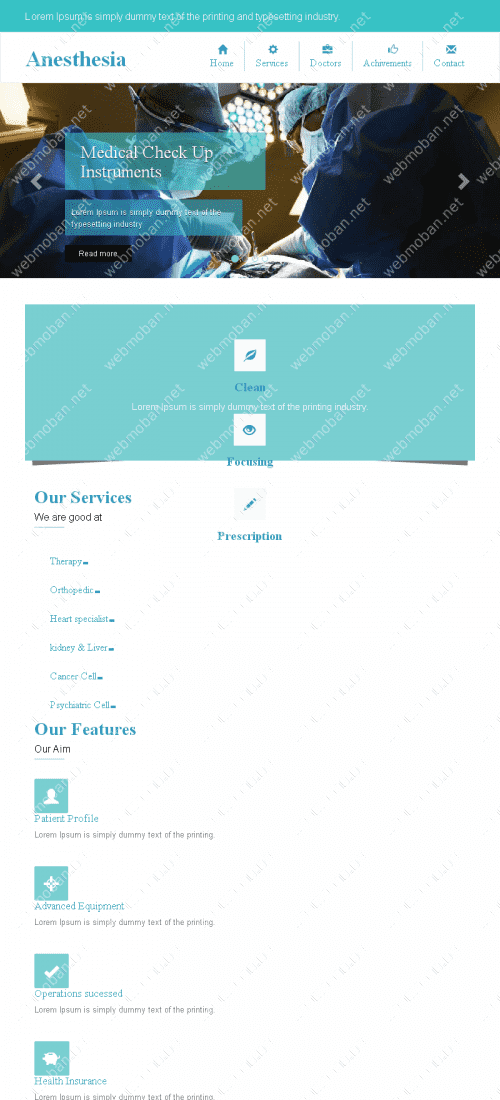 Lorem Ipsum is simply dummy text of the printing and typesetting industry.
Anesthesia
Home
Services
Doctors
Achivements
Contact
Medical Check Up
Instruments
Lorem Ipsum is simply dummy text of the
typesetting industry.
Read more
Clean
Lorem Ipsum is simply dummy text of the printing industry.
Focusing
Prescription
Our Services
We are good at
Therapy
Orthopedic
Heart specialist
kidney & Liver
Cancer Cell
Psychiatric Cell
Our Features
Our Aim
Patient Profile
Lorem Ipsum is simply dummy text of the printing.
Advanced Equipment
Lorem Ipsum is simply dummy text of the printing.
Operations sucessed
Lorem Ipsum is simply dummy text of the printing.
Health Insurance
Lorem Ipsum is simply dummy text of the printing.
webmoban.net